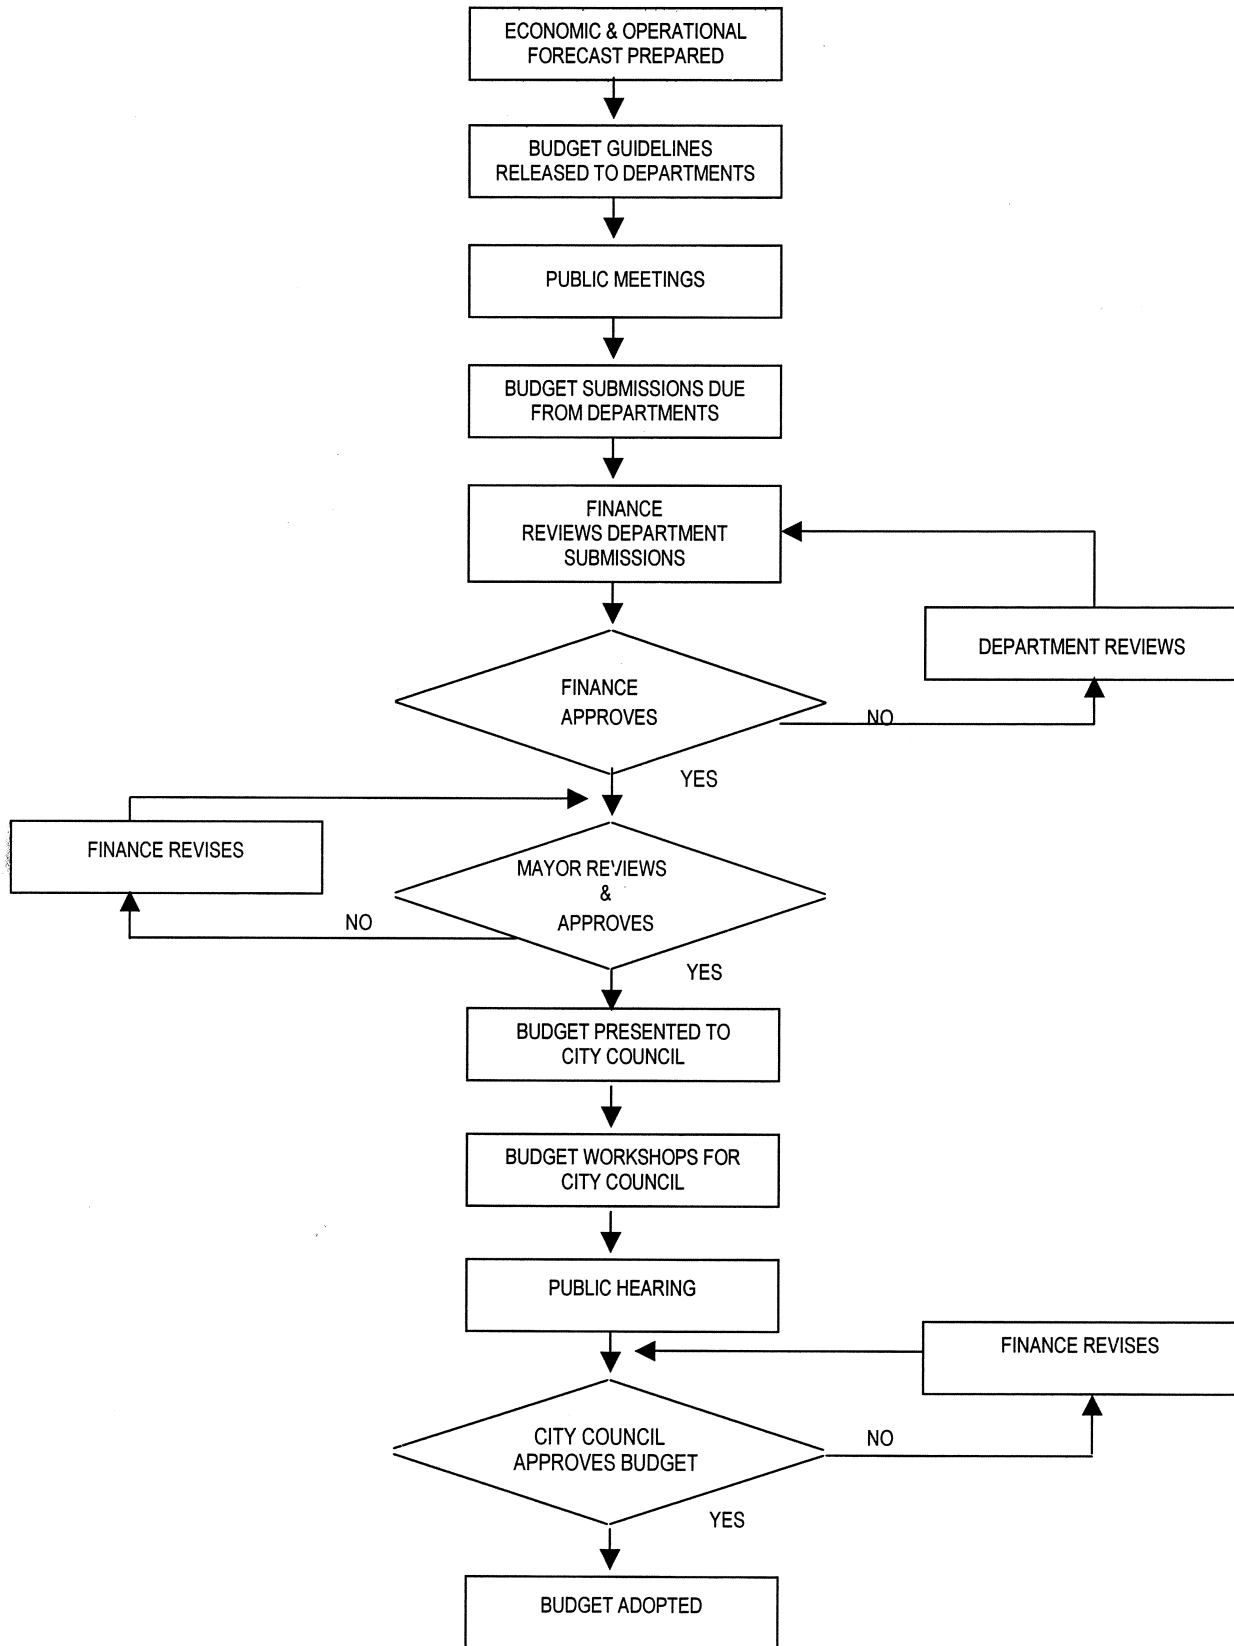 ECONOMIC & OPERATIONAL
FORECAST PREPARED
BUDGET GUIDELINES
RELEASED TO DEPARTMENTS
PUBLIC MEETINGS
BUDGET SUBMISSIONS DUE
FROM DEPARTMENTS
FINANCE
REVIEWS DEPARTMENT
SUBMISSIONS
DEPARTMENT REVIEWS
FINANCE
APPROVES
NO
YES
FINANCE REVISES
MAYOR REVIEWS
&
APPROVES
NO
YES
BUDGET PRESENTED TO
CITY COUNCIL
BUDGET WORKSHOPS FOR
CITY COUNCIL
PUBLIC HEARING
FINANCE REVISES
CITY COUNCIL
APPROVES BUDGET
NO
YES
BUDGET ADOPTED